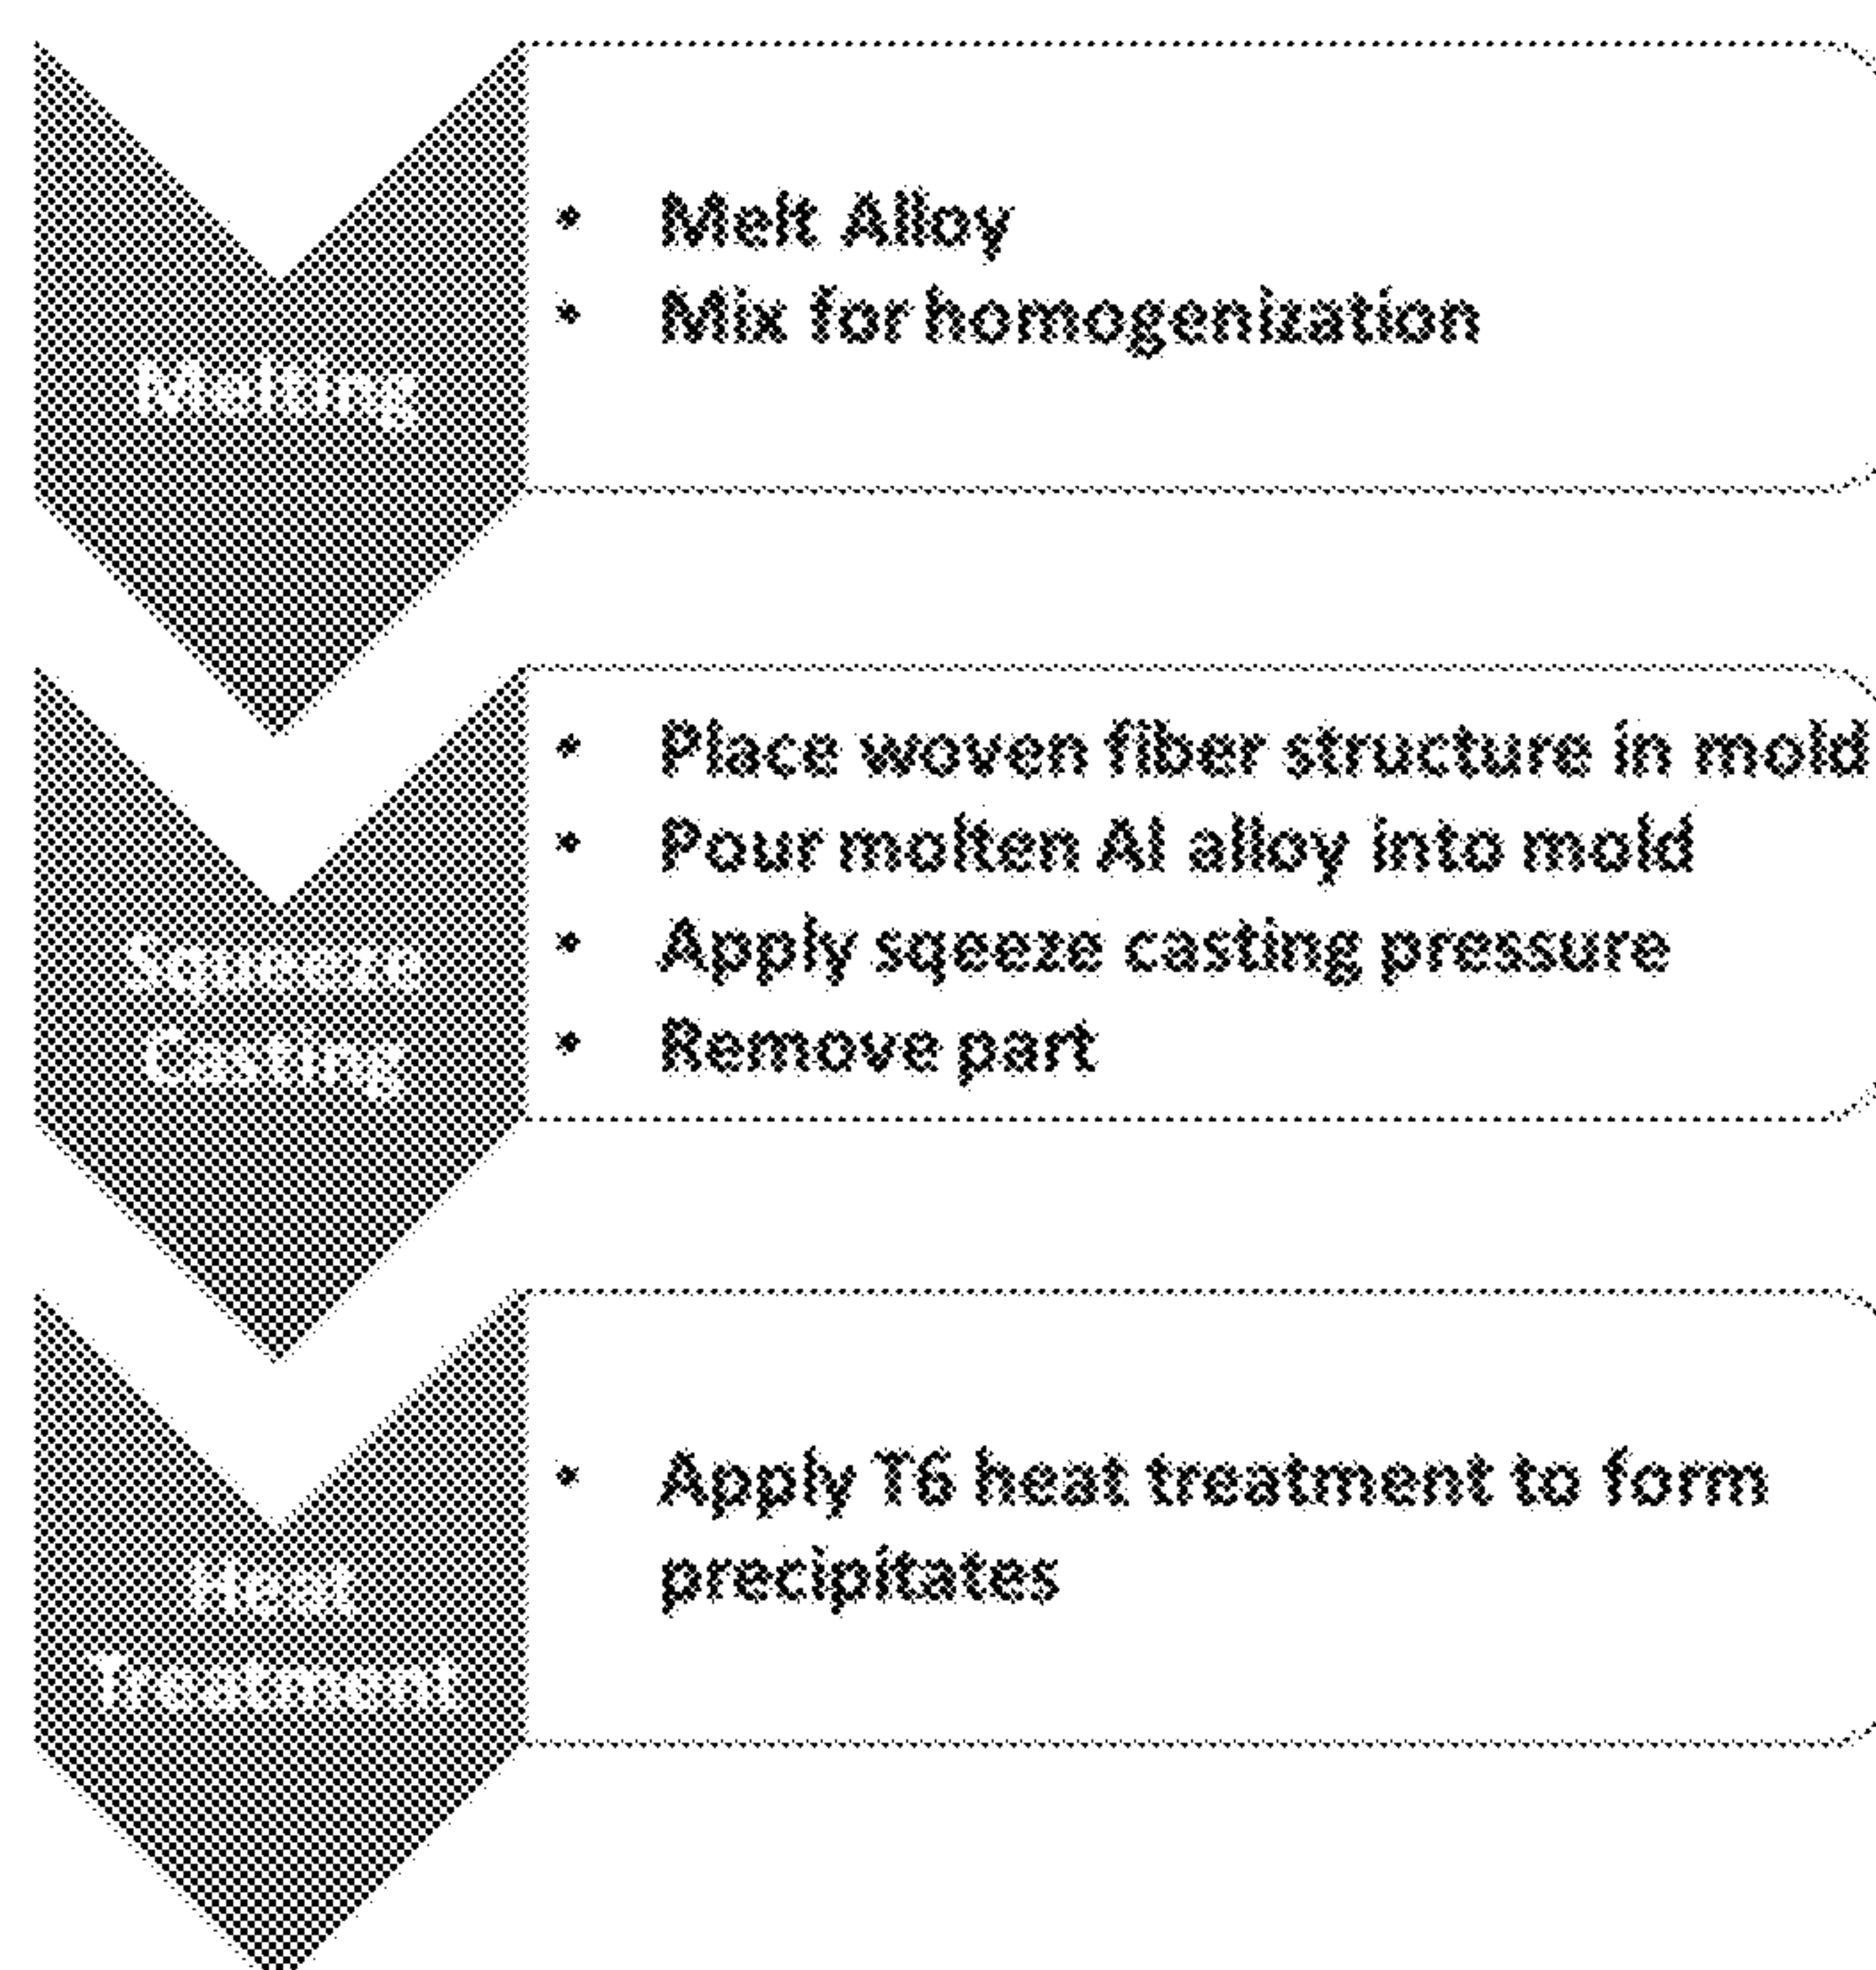 Melting
• Melt Alloy
• Mix for homogenization
Squeeze
Casting
• Place woven fiber structure in mold
• Pour molten Al alloy into mold
• Apply sqeeze casting pressure
• Remove part
Heat
Treatment
• Apply T6 heat treatment to form
precipitates